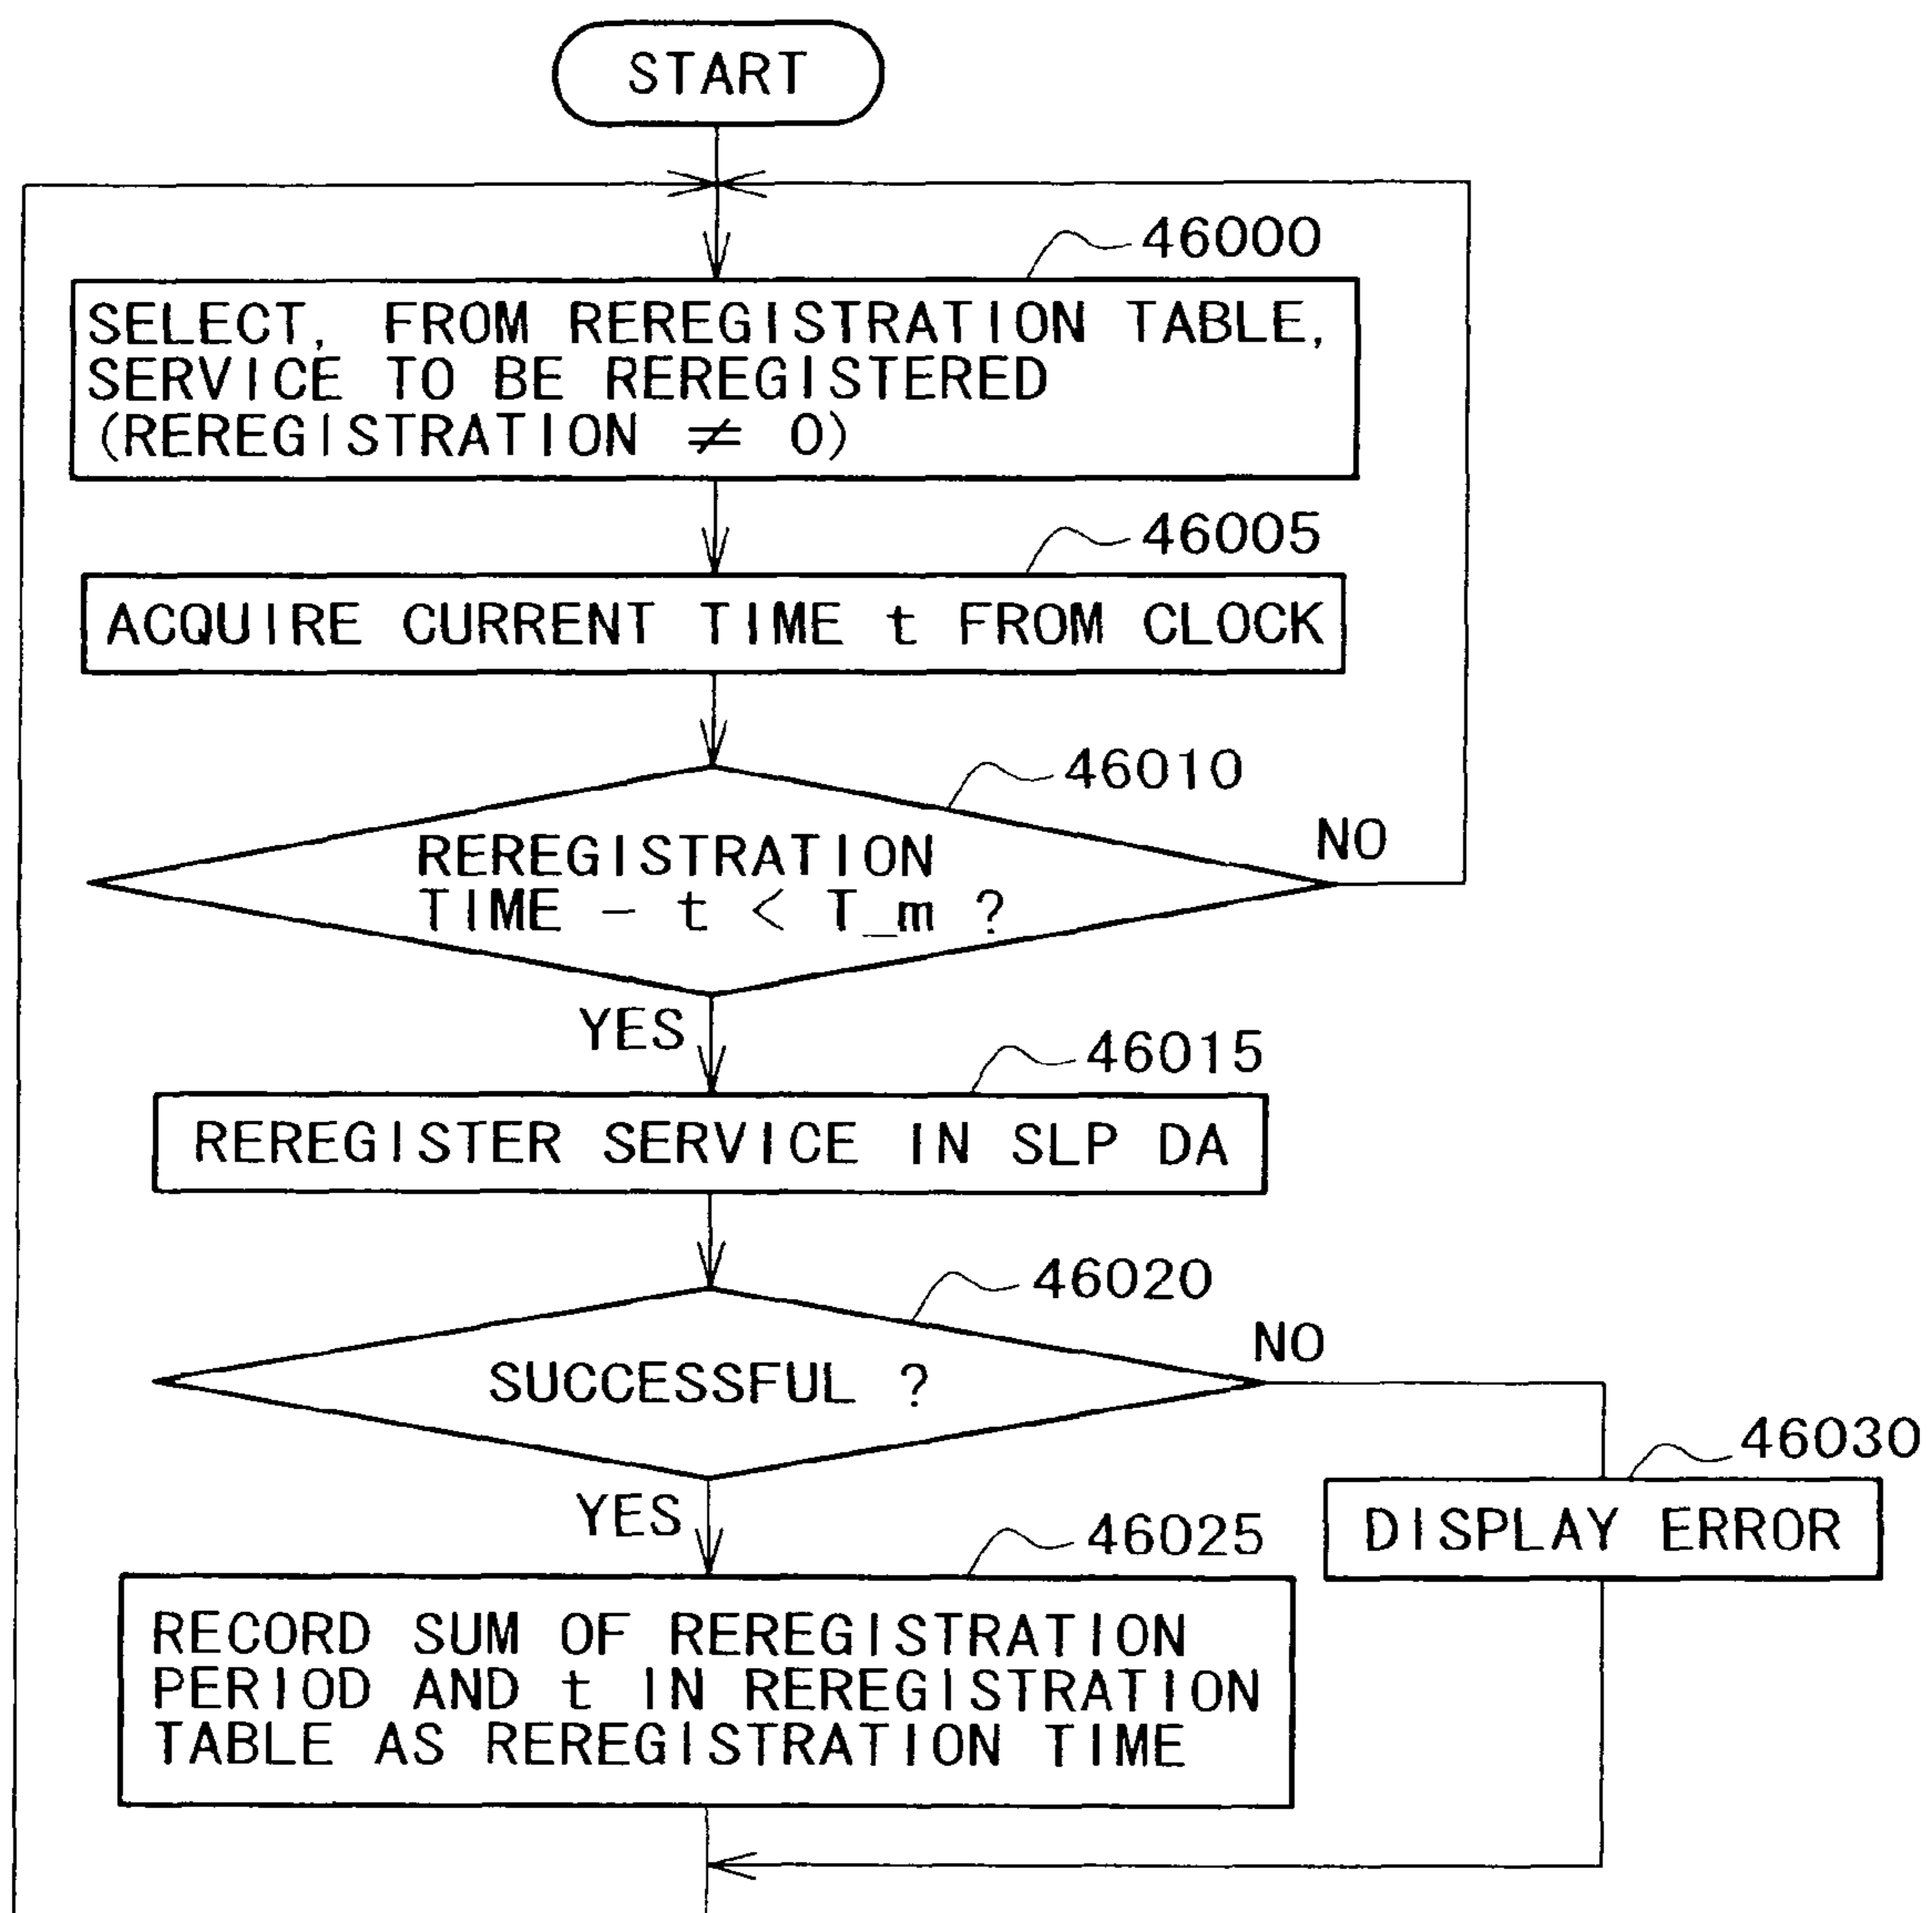 START
46000
SELECT, FROM REREGISTRATION TABLE,
SERVICE TO BE REREGISTERED
(REREGISTRATION ≠ 0)
46005
ACQUIRE CURRENT TIME t FROM CLOCK
46010
REREGISTRATION
TIME - t < T_m ?
NO
YES
46015
REREGISTER SERVICE IN SLP DA
46020
SUCCESSFUL ?
NO
YES
46030
DISPLAY ERROR
46025
RECORD SUM OF REREGISTRATION
PERIOD AND t IN REREGISTRATION
TABLE AS REREGISTRATION TIME